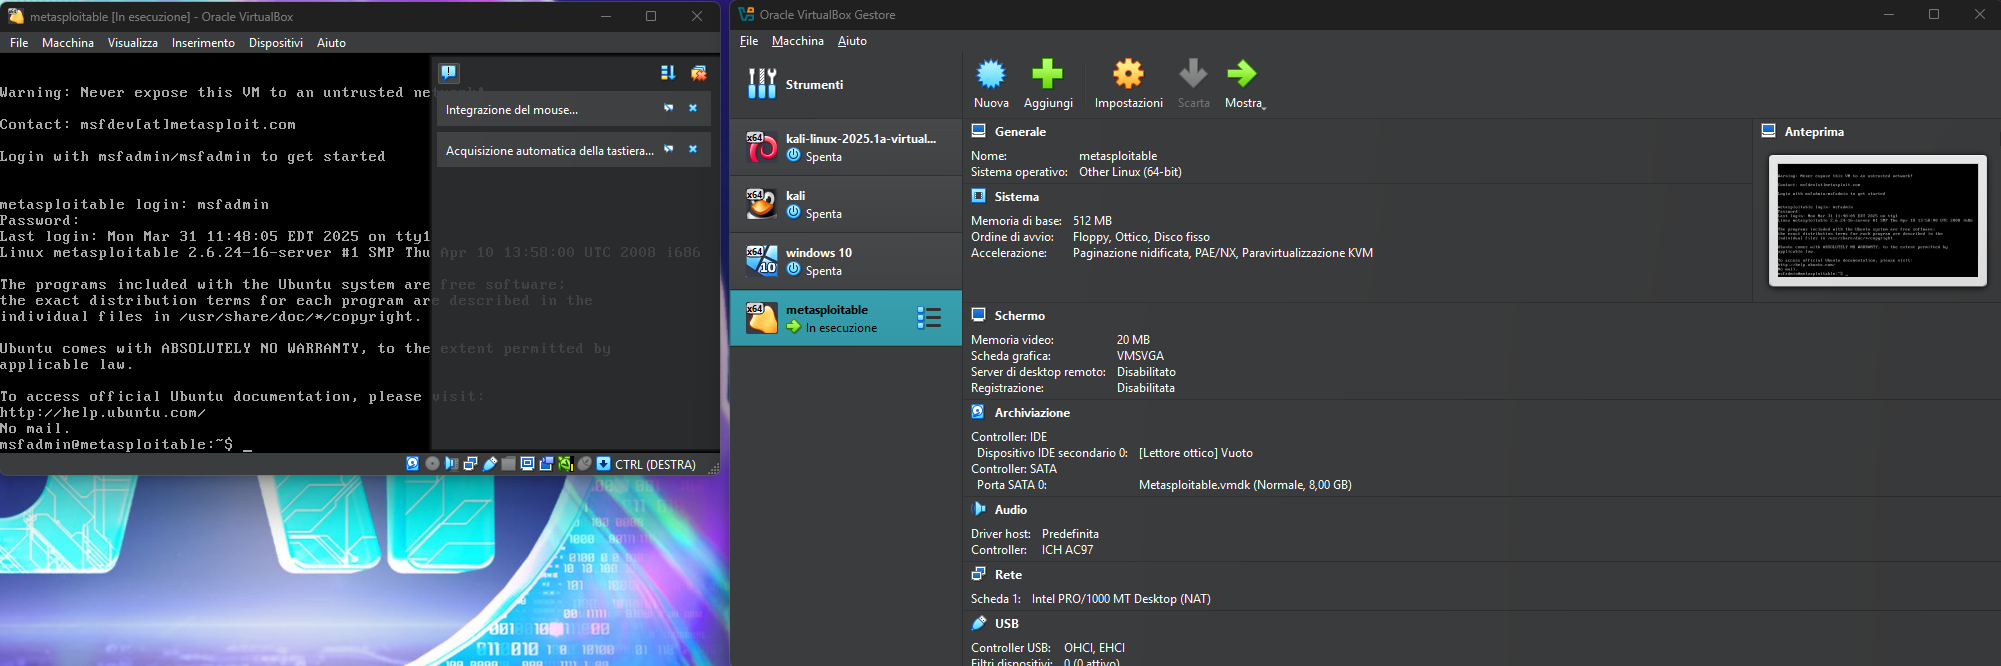 metasploitable [In esecuzione] - Oracle VirtualBox
File Macchina Visualizza Inserimento Dispositivi Aiuto
Warning: Never expose this VM to an untrusted network!
Contact: msfdev[at]metasploit.com
Login with msfadmin/msfadmin to get started
metasploitable login: msfadmin
Password:
Last login: Mon Mar 31 11:48:05 EDT 2025 on tty1
Linux metasploitable 2.6.24-16-server #1 SMP Thu Apr 10 13:58:00 UTC 2008 i686
The programs included with the Ubuntu system are free software;
the exact distribution terms for each program are described in the
individual files in /usr/share/doc/*/copyright.
Ubuntu comes with ABSOLUTELY NO WARRANTY, to the extent permitted by
applicable law.
To access official Ubuntu documentation, please visit:
http://help.ubuntu.com/
No mail.
msfadmin@metasploitable:~$ _
Integrazione del mouse...
Acquisizione automatica della tastiera...
CTRL (DESTRA)
Oracle VirtualBox Gestore
File Macchina Aiuto
Strumenti
Nuova Aggiungi Impostazioni Scarta Mostra
x64 kali-linux-2025.1a-virtual...
Spenta
x64 kali
Spenta
x64 10 windows 10
Spenta
x64 metasploitable
In esecuzione
Generale
Nome: metasploitable
Sistema operativo: Other Linux (64-bit)
Sistema
Memoria di base: 512 MB
Ordine di avvio: Floppy, Ottico, Disco fisso
Accelerazione: Paginazione nidificata, PAE/NX, Paravirtualizzazione KVM
Anteprima
Schermo
Memoria video: 20 MB
Scheda grafica: VMSVGA
Server di desktop remoto: Disabilitato
Registrazione: Disabilitata
Archiviazione
Controller: IDE
Dispositivo IDE secondario 0: [Lettore ottico] Vuoto
Controller: SATA
Porta SATA 0: Metasploitable.vmdk (Normale, 8,00 GB)
Audio
Driver host: Predefinita
Controller: ICH AC97
Rete
Scheda 1: Intel PRO/1000 MT Desktop (NAT)
USB
Controller USB: OHCI, EHCI
Filtri dispositivi: 0 (0 attivo)